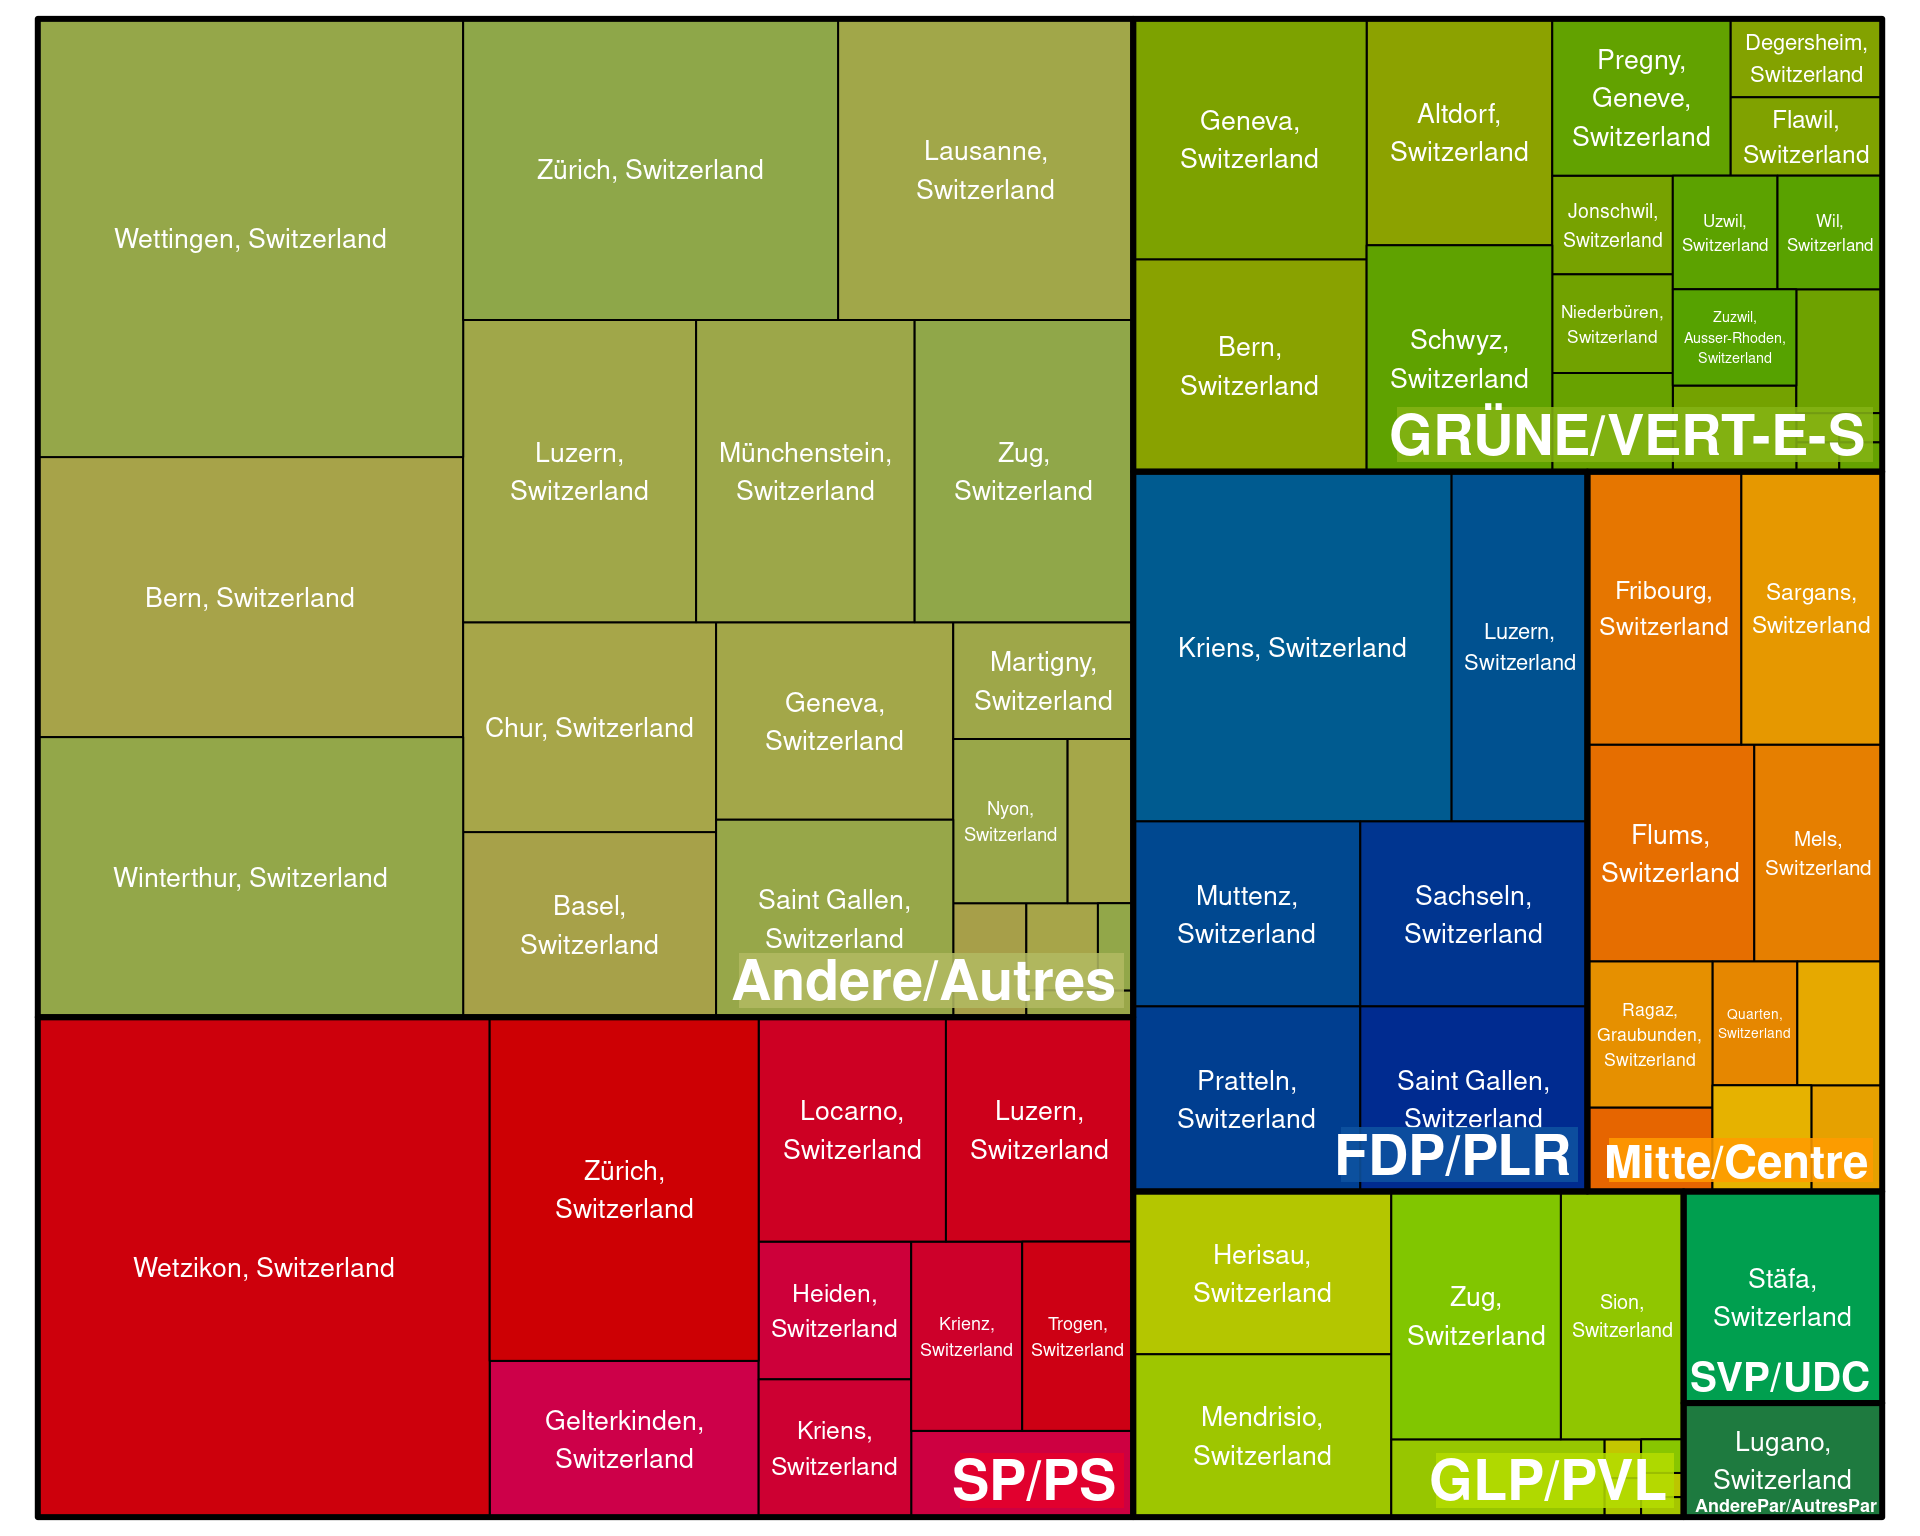 Wettingen, Switzerland
Bern, Switzerland
Winterthur, Switzerland
Zürich, Switzerland
Lausanne,
Switzerland
Luzern,
Switzerland
Münchenstein,
Switzerland
Zug,
Switzerland
Chur, Switzerland
Basel,
Switzerland
Geneva,
Switzerland
Saint Gallen,
Switzerland
Martigny,
Switzerland
Nyon,
Switzerland
Andere/Autres
Wetzikon, Switzerland
Zürich,
Switzerland
Gelterkinden,
Switzerland
Locarno,
Switzerland
Luzern,
Switzerland
Heiden,
Switzerland
Kriens,
Switzerland
Krienz,
Switzerland
Trogen,
Switzerland
SP/PS
Geneva,
Switzerland
Bern,
Switzerland
Altdorf,
Switzerland
Schwyz,
Switzerland
Pregny,
Geneve,
Switzerland
Degersheim,
Switzerland
Flawil,
Switzerland
Jonschwil,
Switzerland
Niederbüren,
Switzerland
Uzwil,
Switzerland
Wil,
Switzerland
Zuzwil,
Ausser-Rhoden,
Switzerland
GRÜNE/VERT-E-S
Kriens, Switzerland
Luzern,
Switzerland
Muttenz,
Switzerland
Sachseln,
Switzerland
Pratteln,
Switzerland
Saint Gallen,
Switzerland
FDP/PLR
Fribourg,
Switzerland
Sargans,
Switzerland
Flums,
Switzerland
Mels,
Switzerland
Ragaz,
Graubunden,
Switzerland
Quarten,
Switzerland
Mitte/Centre
Herisau,
Switzerland
Mendrisio,
Switzerland
Zug,
Switzerland
Sion,
Switzerland
GLP/PVL
Stäfa,
Switzerland
SVP/UDC
Lugano,
Switzerland
AnderePar/AutresPar